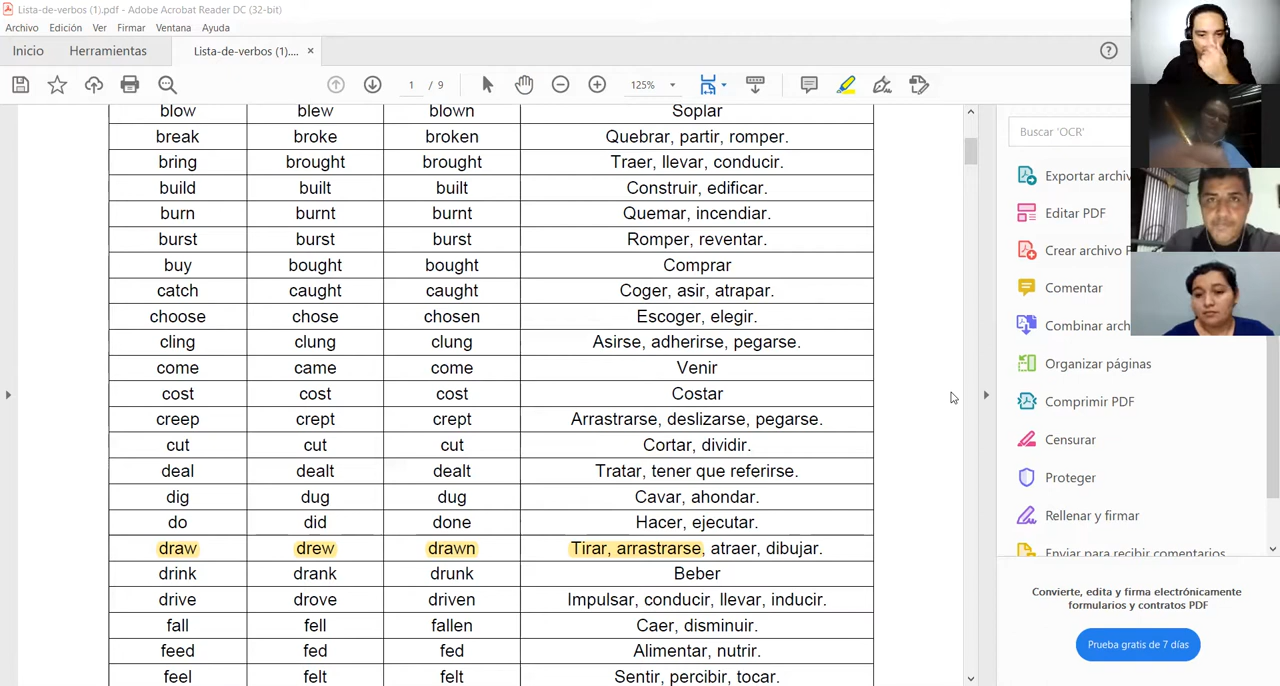 Lista-de-verbos (1).pdf - Adobe Acrobat Reader DC (32-bit)
Archivo Edición Ver Firmar Ventana Ayuda
Inicio Herramientas Lista-de-verbos (1).... ×
1 / 9 125%
blow blew blown Soplar
break broke broken Quebrar, partir, romper.
bring brought brought Traer, llevar, conducir.
build built built Construir, edificar.
burn burnt burnt Quemar, incendiar.
burst burst burst Romper, reventar.
buy bought bought Comprar
catch caught caught Coger, asir, atrapar.
choose chose chosen Escoger, elegir.
cling clung clung Asirse, adherirse, pegarse.
come came come Venir
cost cost cost Costar
creep crept crept Arrastrarse, deslizarse, pegarse.
cut cut cut Cortar, dividir.
deal dealt dealt Tratar, tener que referirse.
dig dug dug Cavar, ahondar.
do did done Hacer, ejecutar.
draw drew drawn Tirar, arrastrarse, atraer, dibujar.
drink drank drunk Beber
drive drove driven Impulsar, conducir, llevar, inducir.
fall fell fallen Caer, disminuir.
feed fed fed Alimentar, nutrir.
feel felt felt Sentir, percibir, tocar.
Buscar 'OCR'
Exportar archiv
Editar PDF
Crear archivo P
Comentar
Combinar arch
Organizar páginas
Comprimir PDF
Censurar
Proteger
Rellenar y firmar
Enviar para recibir comentarios
Convierte, edita y firma electrónicamente
formularios y contratos PDF
Prueba gratis de 7 días